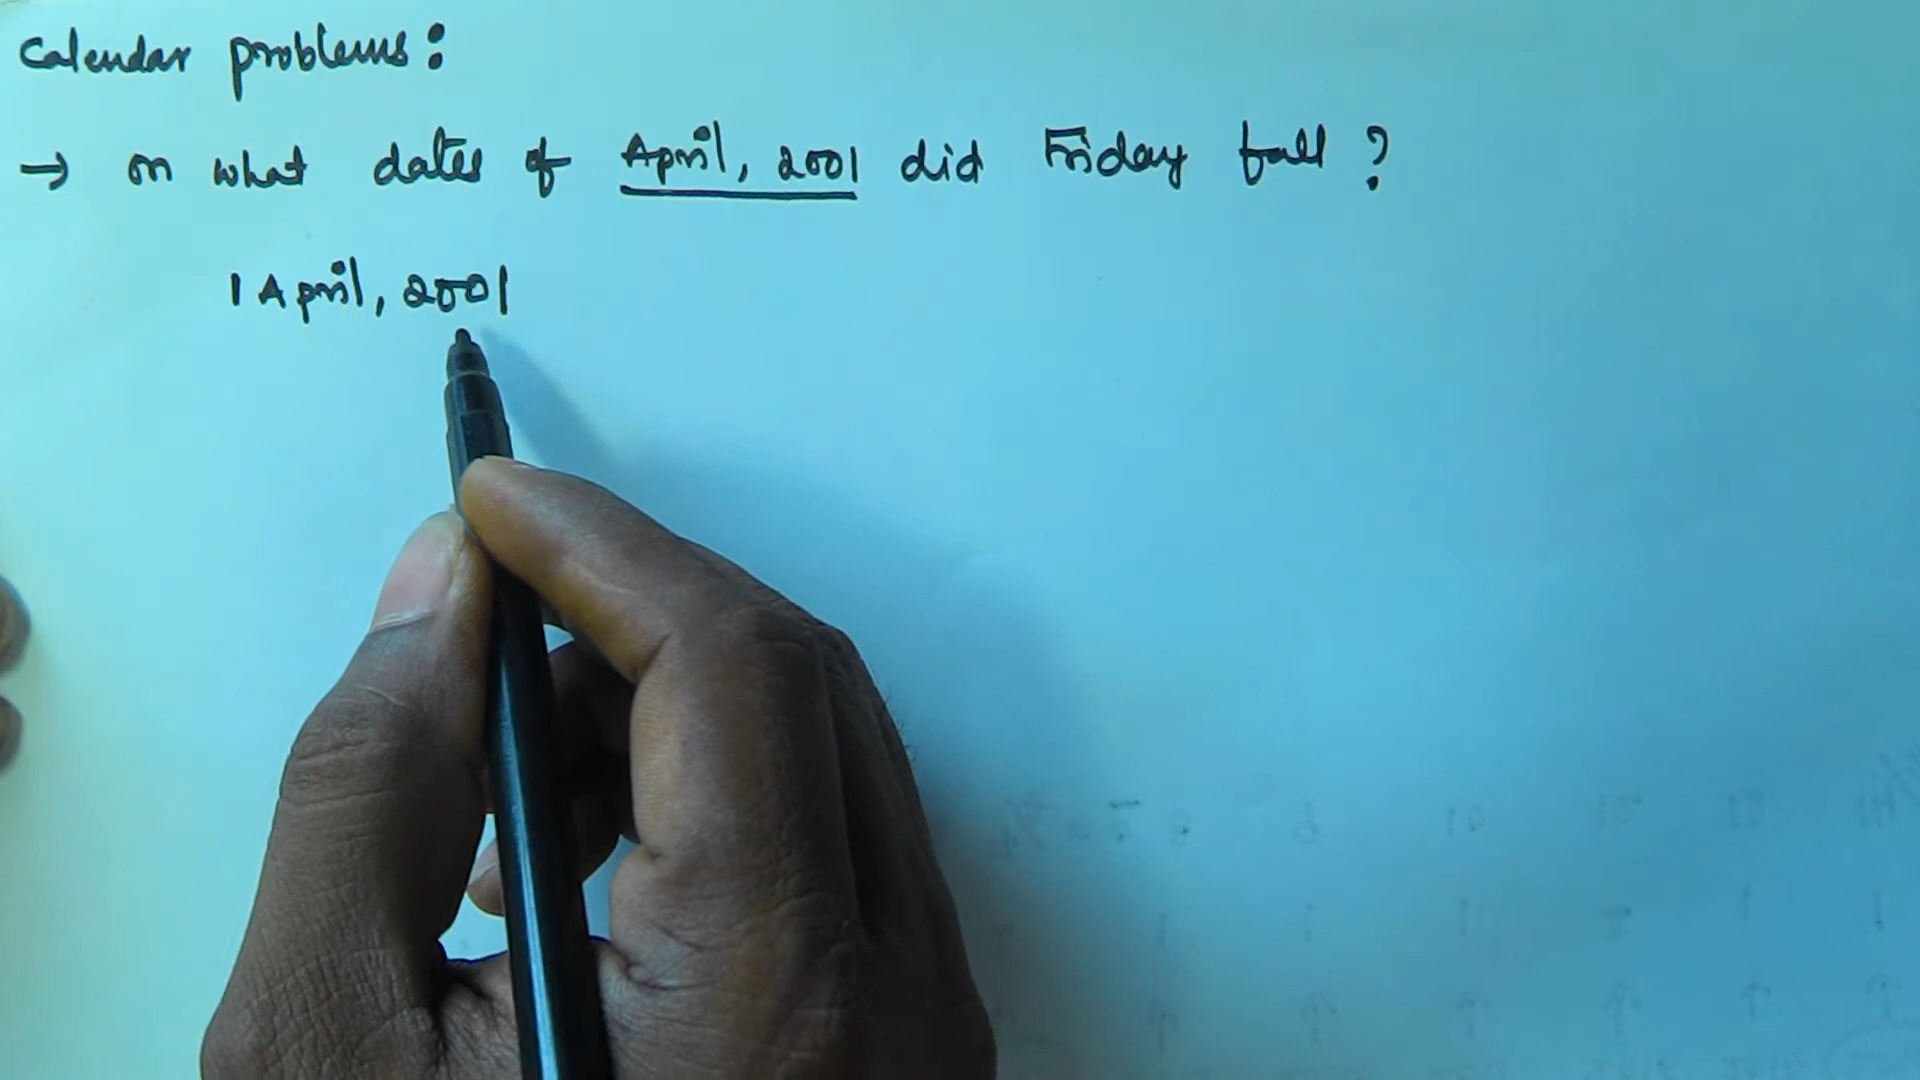 Calendar problems:
→ on what dates of April, 2001 did Friday fall ?
1 April, 2001